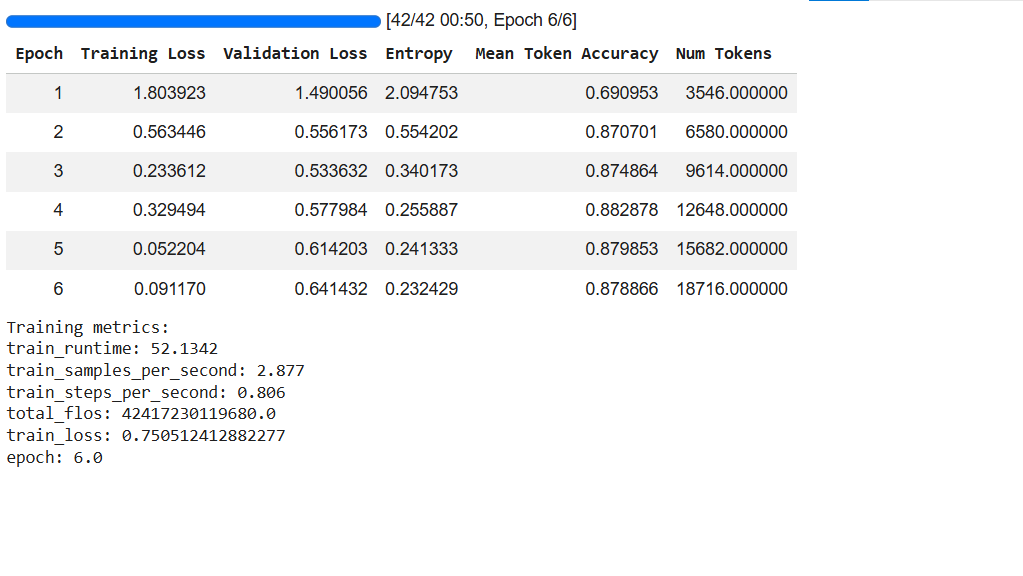 [42/42 00:50, Epoch 6/6]
Epoch Training Loss Validation Loss Entropy Mean Token Accuracy Num Tokens
1 1.803923 1.490056 2.094753 0.690953 3546.000000
2 0.563446 0.556173 0.554202 0.870701 6580.000000
3 0.233612 0.533632 0.340173 0.874864 9614.000000
4 0.329494 0.577984 0.255887 0.882878 12648.000000
5 0.052204 0.614203 0.241333 0.879853 15682.000000
6 0.091170 0.641432 0.232429 0.878866 18716.000000
Training metrics:
train_runtime: 52.1342
train_samples_per_second: 2.877
train_steps_per_second: 0.806
total_flos: 42417230119680.0
train_loss: 0.750512412882277
epoch: 6.0